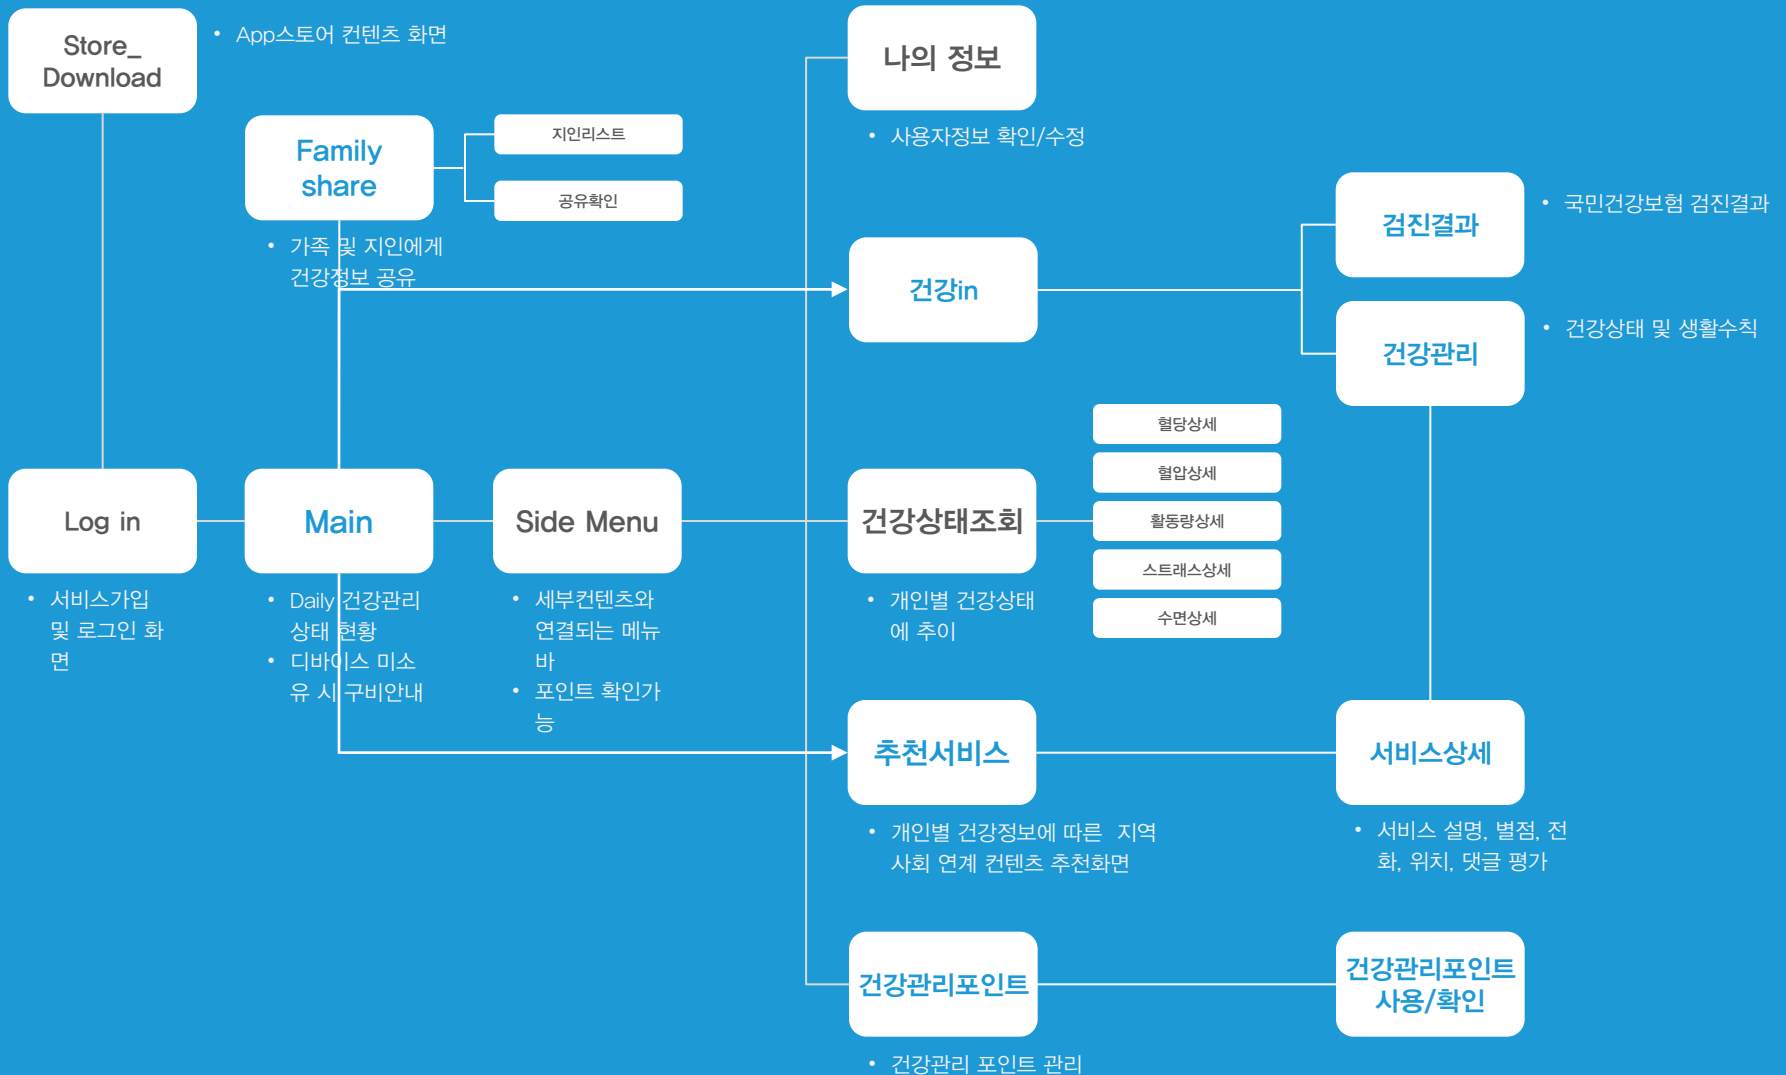 Store_
Download
• App스토어 컨텐츠 화면
Family
share
지인리스트
공유확인
• 가족 및 지인에게
건강정보 공유
나의 정보
• 사용자정보 확인/수정
건강in
검진결과
• 국민건강보험 검진결과
건강관리
• 건강상태 및 생활수칙
Log in
• 서비스가입
및 로그인 화
면
Main
• Daily 건강관리
상태 현황
• 디바이스 미소
유 시 구비안내
Side Menu
• 세부컨텐츠와
연결되는 메뉴
바
• 포인트 확인가
능
건강상태조회
• 개인별 건강상태
에 추이
혈당상세
혈압상세
활동량상세
스트래스상세
수면상세
추천서비스
• 개인별 건강정보에 따른 지역
사회 연계 컨텐츠 추천화면
서비스상세
• 서비스 설명, 별점, 전
화, 위치, 댓글 평가
건강관리포인트
• 건강관리 포인트 관리
건강관리포인트
사용/확인